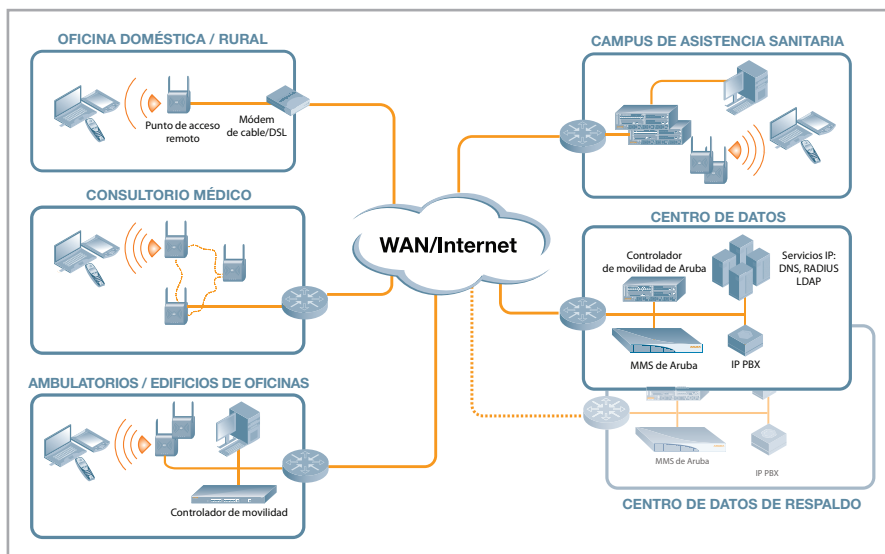 OFICINA DOMÉSTICA / RURAL
Punto de acceso
remoto
Módem
de cable/DSL
CONSULTORIO MÉDICO
AMBULATORIOS / EDIFICIOS DE OFICINAS
Controlador de movilidad
WAN/Internet
CAMPUS DE ASISTENCIA SANITARIA
CENTRO DE DATOS
Controlador
de movilidad de Aruba
Servicios IP:
DNS, RADIUS
LDAP
MMS de Aruba
IP PBX
MMS de Aruba
IP PBX
CENTRO DE DATOS DE RESPALDO